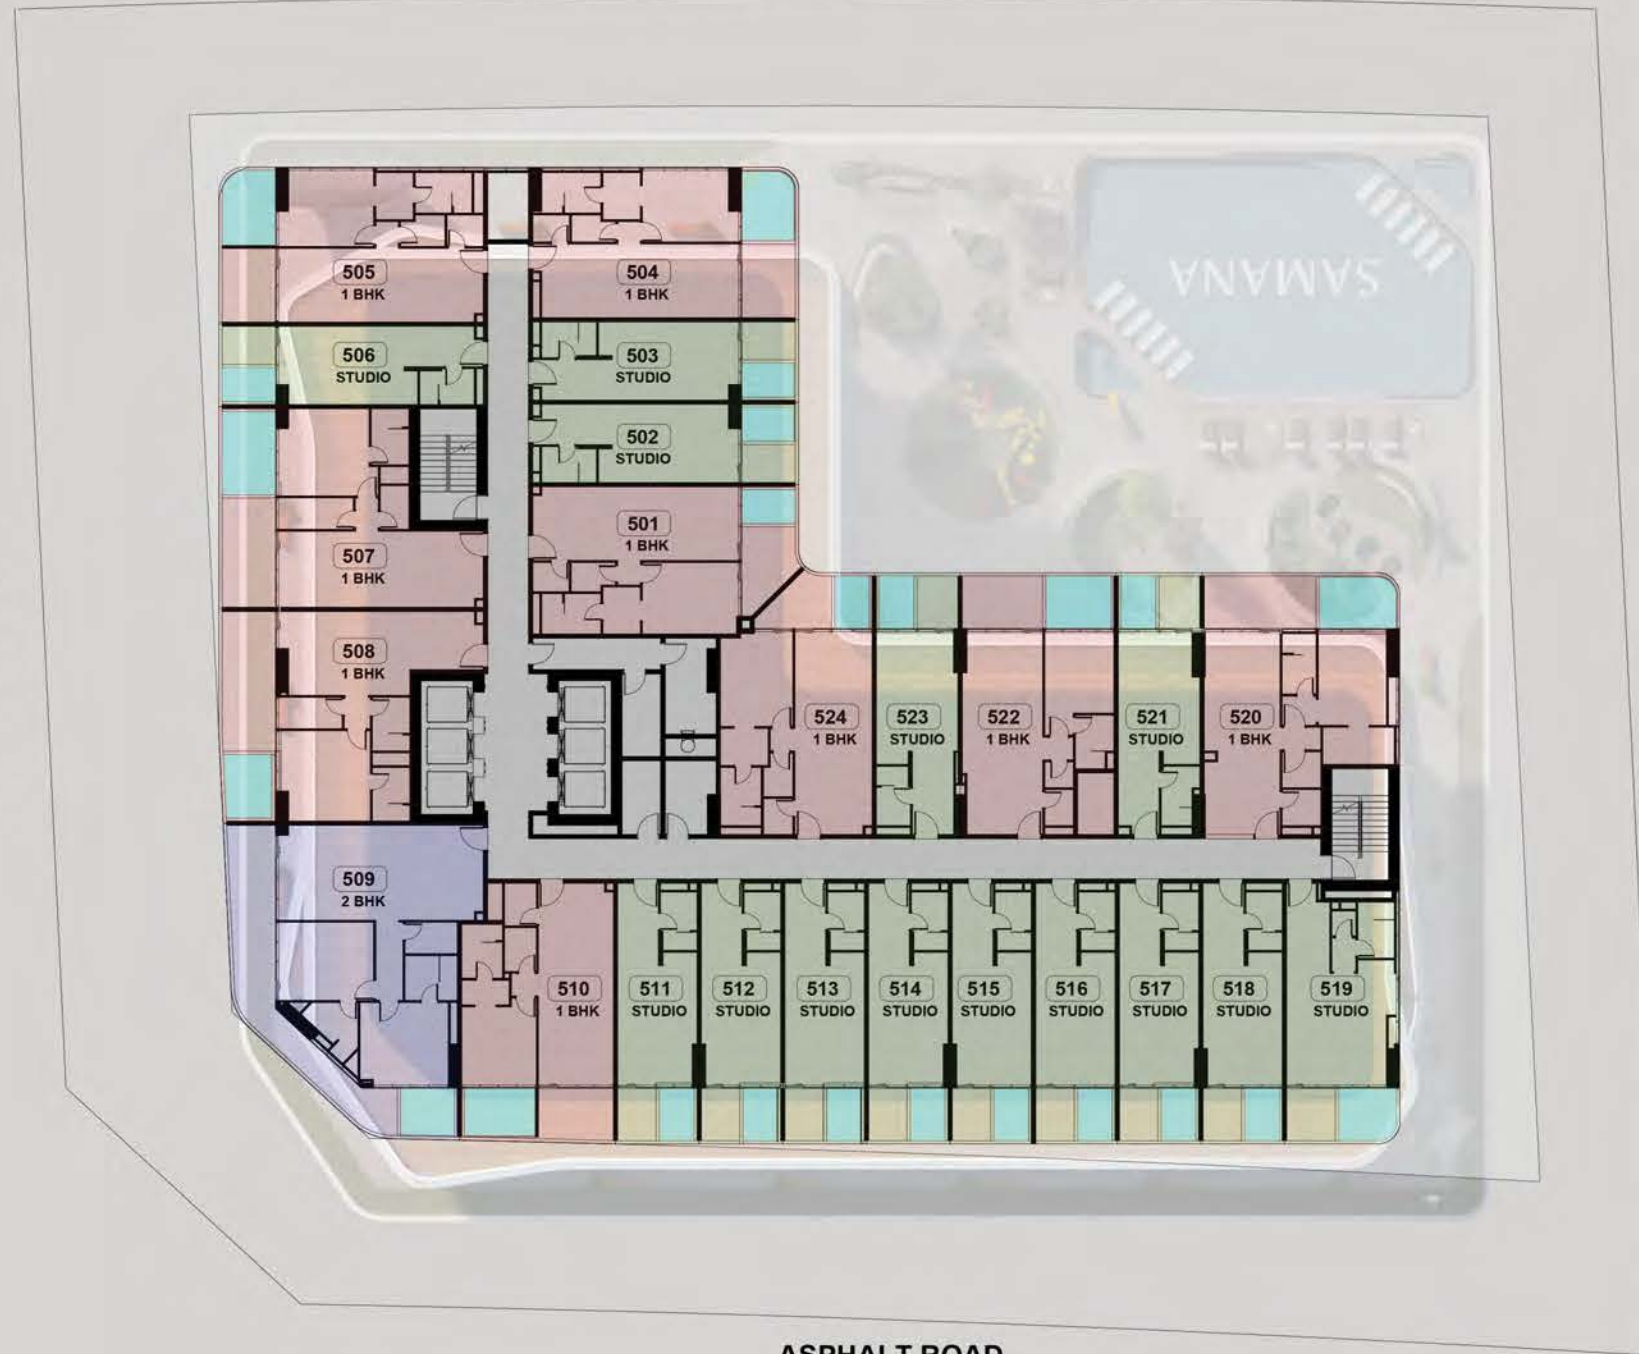 SAMANA
505
1 BHK
504
1 BHK
506
STUDIO
503
STUDIO
502
STUDIO
501
1 BHK
507
1 BHK
508
1 BHK
524
1 BHK
523
STUDIO
522
1 BHK
521
STUDIO
520
1 BHK
509
2 BHK
510
1 BHK
511
STUDIO
512
STUDIO
513
STUDIO
514
STUDIO
515
STUDIO
516
STUDIO
517
STUDIO
518
STUDIO
519
STUDIO
ASPHALT ROAD